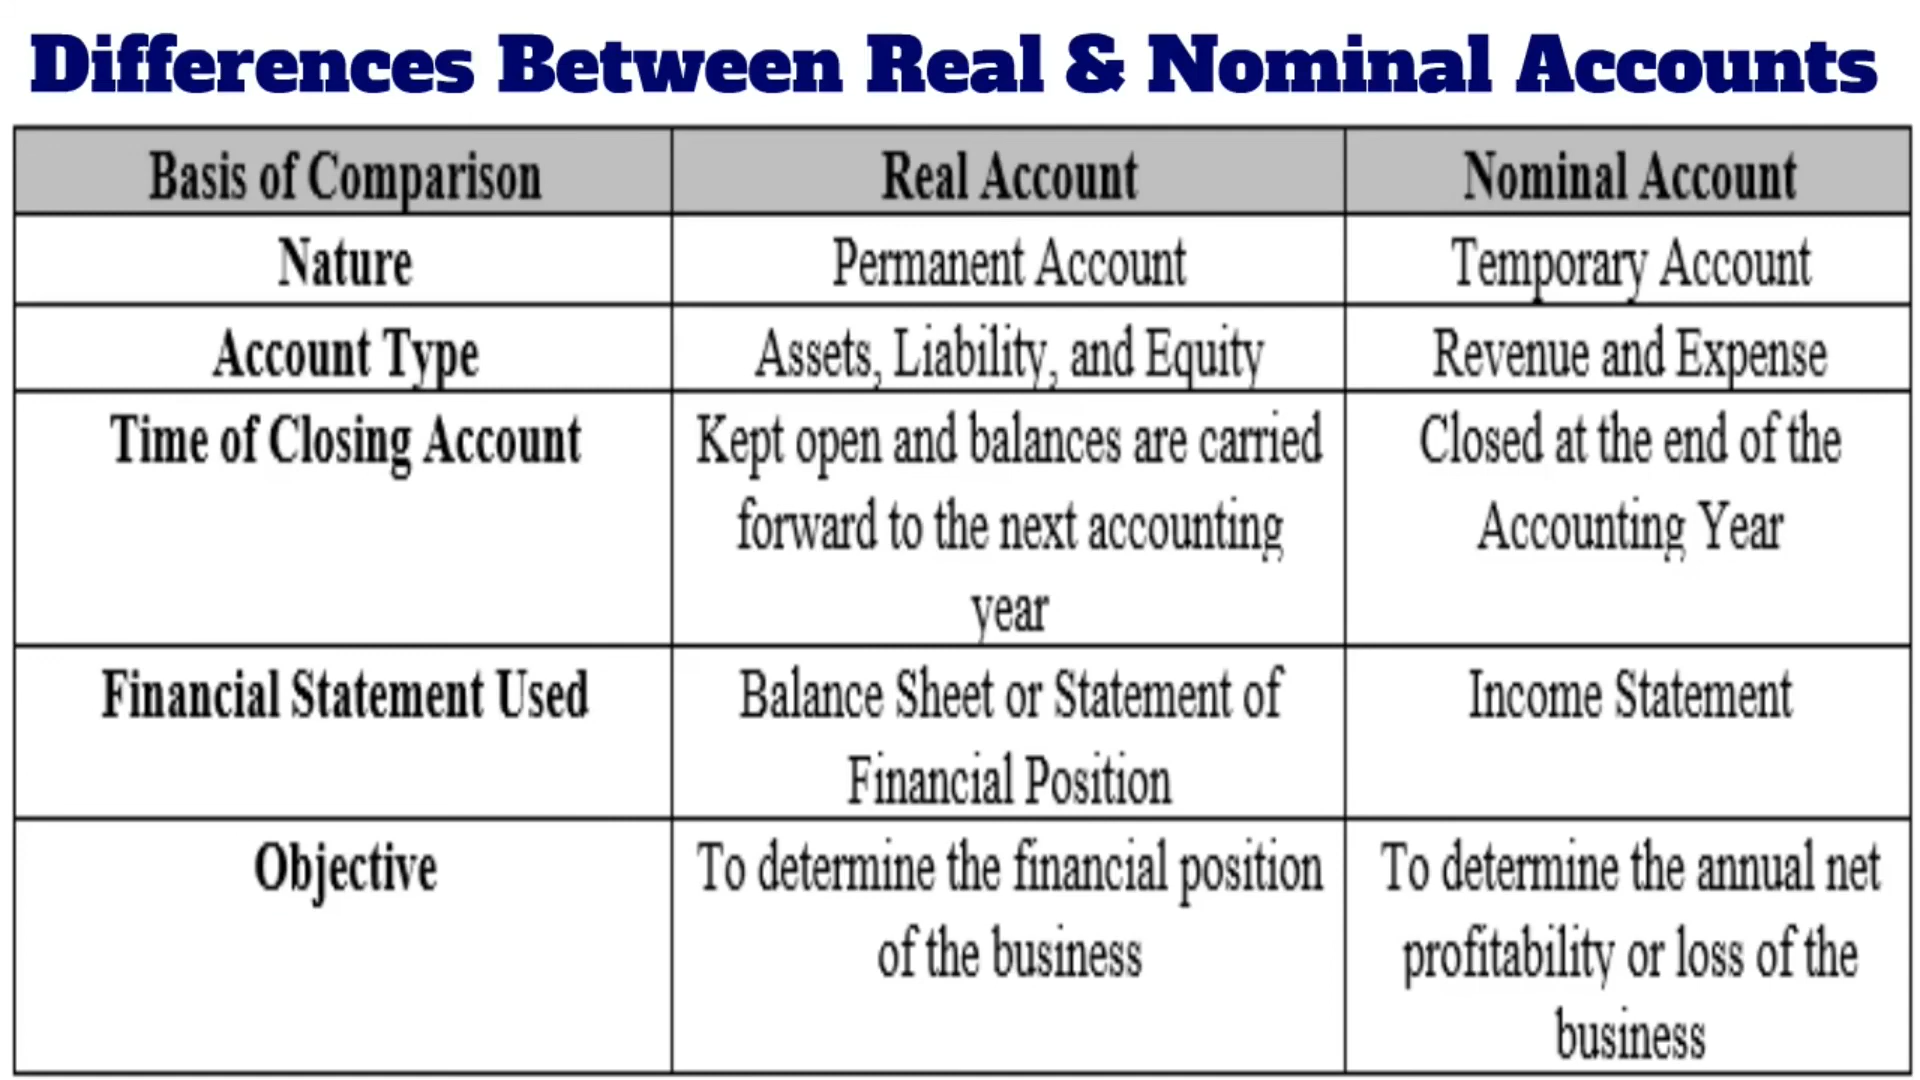 Differences Between Real & Nominal Accounts
Basis of Comparison
Real Account
Nominal Account
Nature
Permanent Account
Temporary Account
Account Type
Assets, Liability, and Equity
Revenue and Expense
Time of Closing Account
Kept open and balances are carried
forward to the next accounting
year
Closed at the end of the
Accounting Year
Financial Statement Used
Balance Sheet or Statement of
Financial Position
Income Statement
Objective
To determine the financial position
of the business
To determine the annual net
profitability or loss of the
business